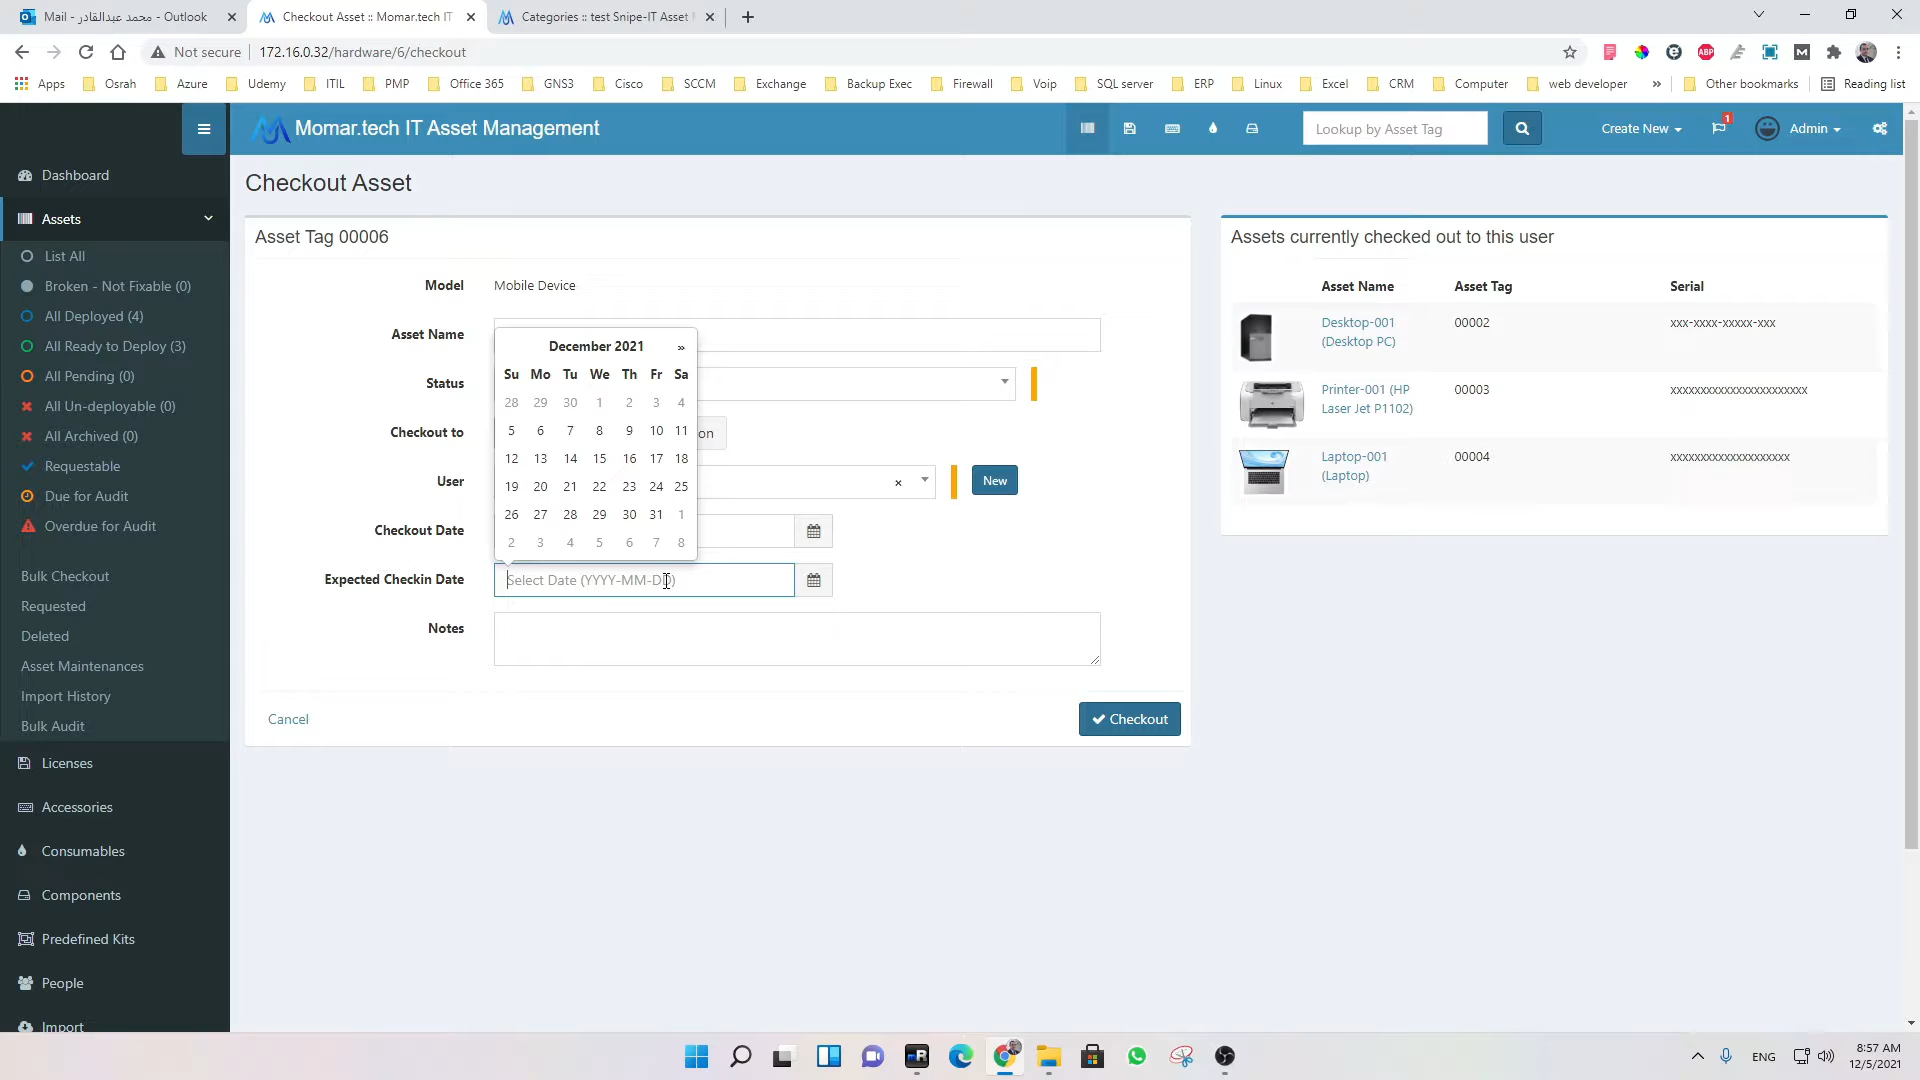 Mail - محمد عبدالقادر - Outlook
Checkout Asset :: Momar.tech IT
Categories :: test Snipe-IT Asset
Not secure
172.16.0.32/hardware/6/checkout
Apps Osrah Azure Udemy ITIL PMP Office 365 GNS3 Cisco SCCM Exchange Backup Exec Firewall Voip SQL server ERP Linux Excel CRM Computer web developer » Other bookmarks Reading list
Momar.tech IT Asset Management
Lookup by Asset Tag
Create New
1
Admin
Dashboard
Assets
List All
Broken - Not Fixable (0)
All Deployed (4)
All Ready to Deploy (3)
All Pending (0)
All Un-deployable (0)
All Archived (0)
Requestable
Due for Audit
Overdue for Audit
Bulk Checkout
Requested
Deleted
Asset Maintenances
Import History
Bulk Audit
Licenses
Accessories
Consumables
Components
Predefined Kits
People
Import
Checkout Asset
Asset Tag 00006
Model Mobile Device
Asset Name
Status
Checkout to
on
User
× New
Checkout Date
Expected Checkin Date
Select Date (YYYY-MM-DD)
Notes
December 2021 »
Su Mo Tu We Th Fr Sa
28 29 30 1 2 3 4
5 6 7 8 9 10 11
12 13 14 15 16 17 18
19 20 21 22 23 24 25
26 27 28 29 30 31 1
2 3 4 5 6 7 8
Cancel
Checkout
Assets currently checked out to this user
Asset Name Asset Tag Serial
Desktop-001 (Desktop PC) 00002 xxx-xxxx-xxxxx-xxx
Printer-001 (HP Laser Jet P1102) 00003 xxxxxxxxxxxxxxxxxxxxxxx
Laptop-001 (Laptop) 00004 xxxxxxxxxxxxxxxxxxxx
ENG
8:57 AM
12/5/2021